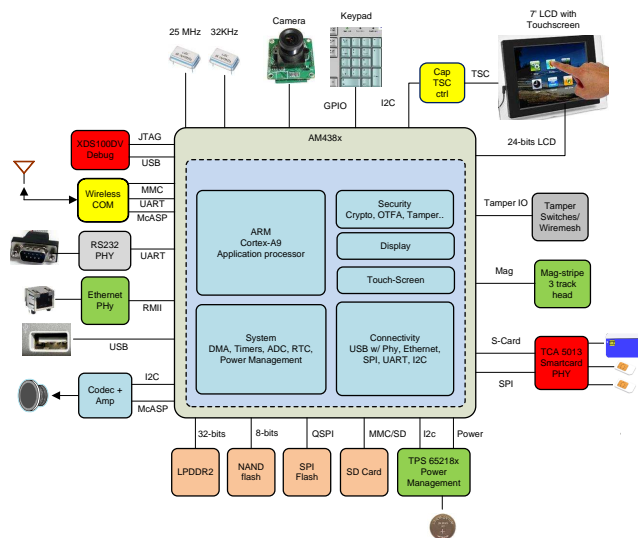 25 MHz
32KHz
Camera
Keypad
7' LCD with
Touchscreen
GPIO
I2C
Cap
TSC
ctrl
TSC
24-bits LCD
AM438x
XDS100DV
Debug
JTAG
USB
Wireless
COM
MMC
UART
McASP
RS232
PHY
UART
Ethernet
PHy
RMII
USB
Codec +
Amp
I2C
McASP
ARM
Cortex-A9
Application processor
Security
Crypto, OTFA, Tamper..
Display
Touch-Screen
System
DMA, Timers, ADC, RTC,
Power Management
Connectivity
USB w/ Phy, Ethernet,
SPI, UART, I2C
Tamper IO
Tamper
Switches/
Wiremesh
Mag
Mag-stripe
3 track
head
S-Card
SPI
TCA 5013
Smartcard
PHY
32-bits
8-bits
QSPI
MMC/SD
I2c
Power
LPDDR2
NAND
flash
SPI
Flash
SD Card
TPS 65218x
Power
Management